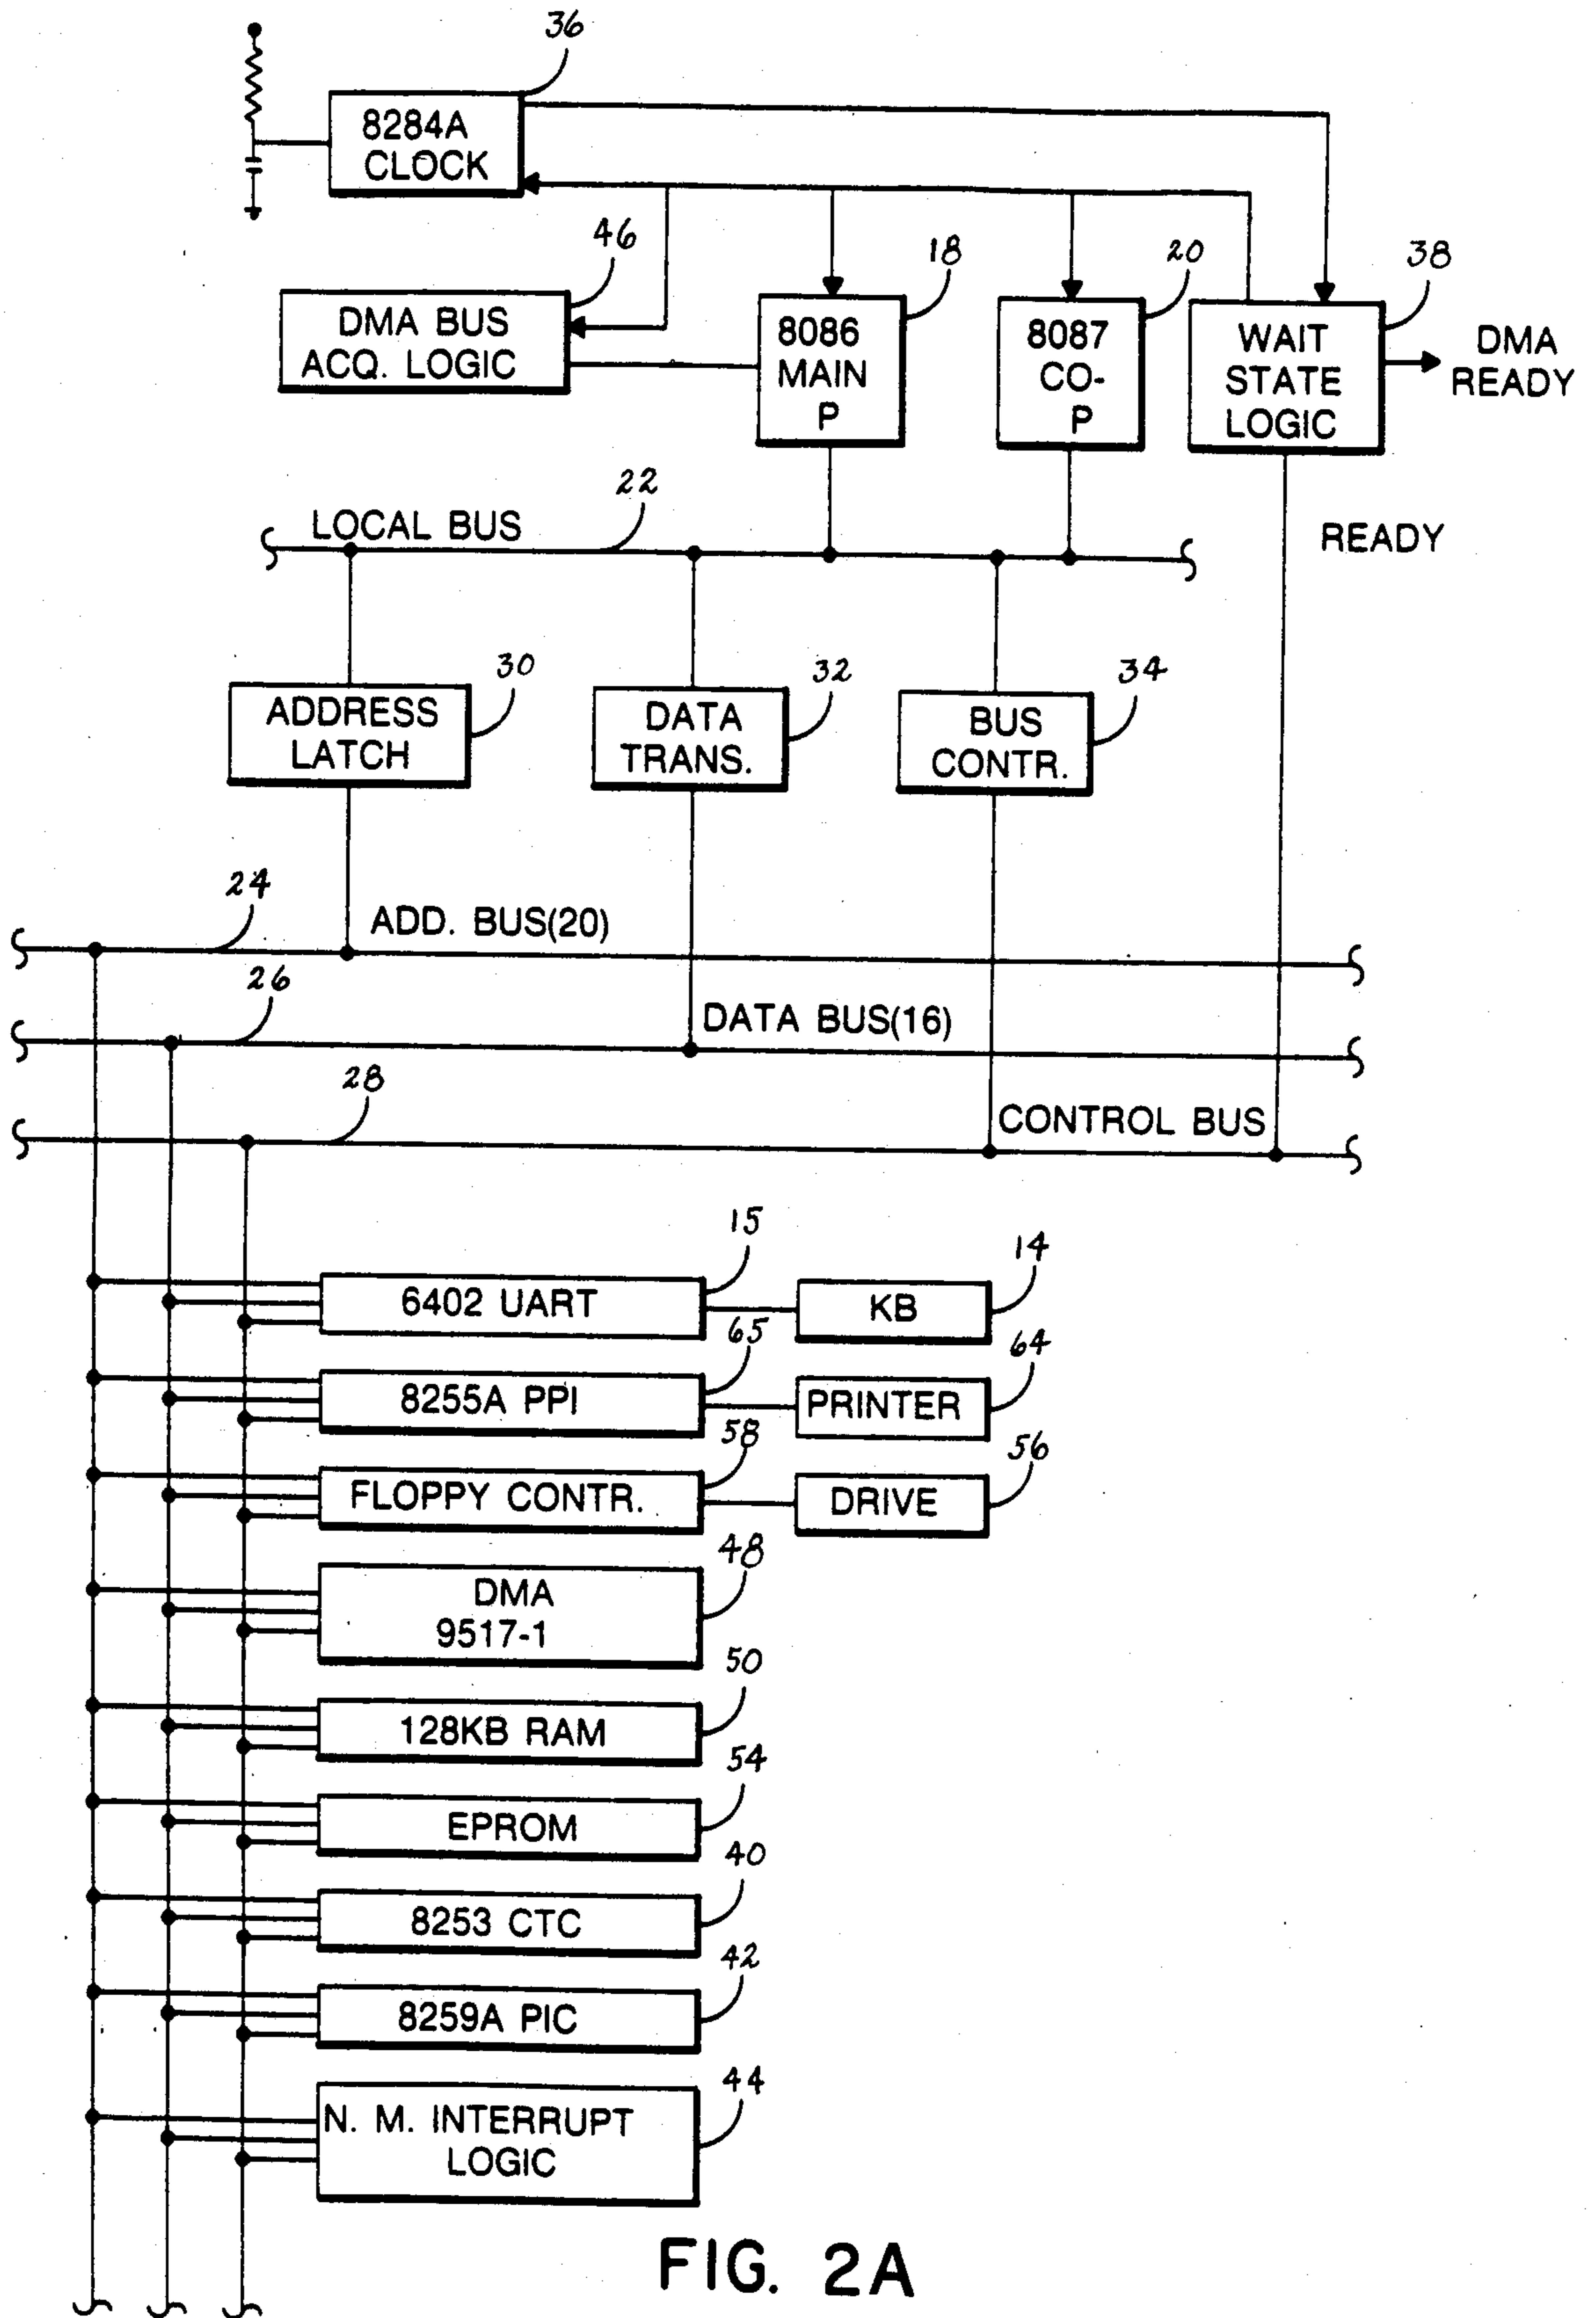 36
8284A
CLOCK
46
18
20
38
DMA BUS
ACQ. LOGIC
8086
MAIN
P
8087
CO-
P
WAIT
STATE
LOGIC
DMA
READY
22
LOCAL BUS
READY
30
32
34
ADDRESS
LATCH
DATA
TRANS.
BUS
CONTR.
24
ADD. BUS(20)
26
DATA BUS(16)
28
CONTROL BUS
15
14
6402 UART
KB
65
64
8255A PPI
PRINTER
58
56
FLOPPY CONTR.
DRIVE
48
DMA
9517-1
50
128KB RAM
54
EPROM
40
8253 CTC
42
8259A PIC
44
N. M. INTERRUPT
LOGIC
FIG. 2A